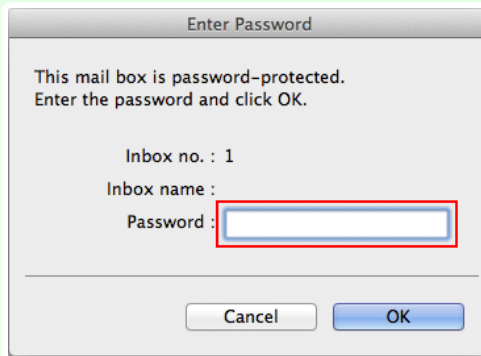 Enter Password
This mail box is password-protected.
Enter the password and click OK.
Inbox no. : 1
Inbox name :
Password :
Cancel
OK